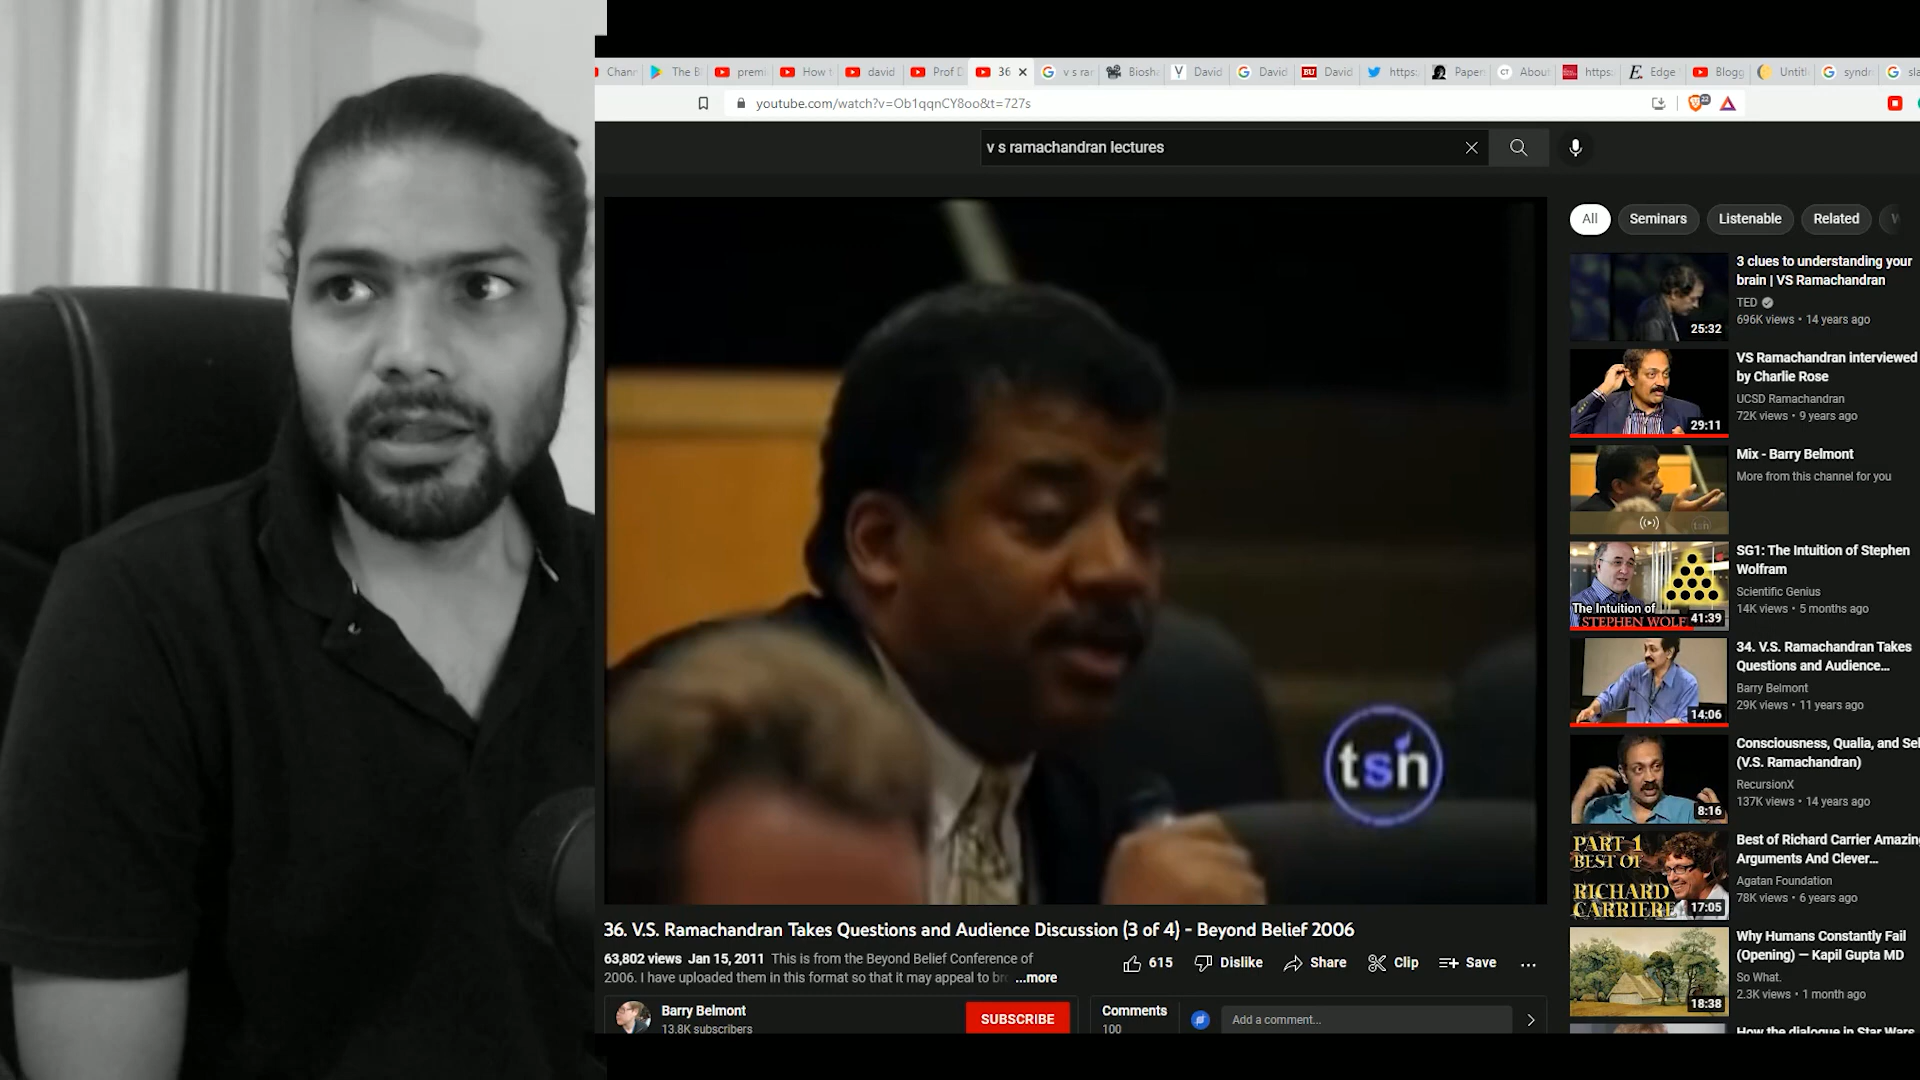 Chann
The B
premi
How t
david
Prof D
36
v s rar
Biosha
David
David
David
https:
Paper
About
https:
Edge
Blogg
Untitl
syndr
sla
youtube.com/watch?v=Ob1qqnCY8oo&t=727s
v s ramachandran lectures
All
Seminars
Listenable
Related
tsn
36. V.S. Ramachandran Takes Questions and Audience Discussion (3 of 4) - Beyond Belief 2006
63,802 views Jan 15, 2011 This is from the Beyond Belief Conference of
2006. I have uploaded them in this format so that it may appeal to br ...more
615
Dislike
Share
Clip
Save
Barry Belmont
13.8K subscribers
SUBSCRIBE
Comments
100
Add a comment...
3 clues to understanding your
brain | VS Ramachandran
TED
696K views • 14 years ago
25:32
VS Ramachandran interviewed
by Charlie Rose
UCSD Ramachandran
72K views • 9 years ago
29:11
Mix - Barry Belmont
More from this channel for you
tsn
SG1: The Intuition of Stephen
Wolfram
Scientific Genius
14K views • 5 months ago
The Intuition of
STEPHEN WOLF
41:39
34. V.S. Ramachandran Takes
Questions and Audience...
Barry Belmont
29K views • 11 years ago
14:06
Consciousness, Qualia, and Sel
(V.S. Ramachandran)
RecursionX
137K views • 14 years ago
8:16
Best of Richard Carrier Amazing
Arguments And Clever...
Agatan Foundation
78K views • 6 years ago
PART 1
BEST OF
RICHARD
CARRIERE
17:05
Why Humans Constantly Fail
(Opening) — Kapil Gupta MD
So What.
2.3K views • 1 month ago
18:38
How the dialogue in Star Wars